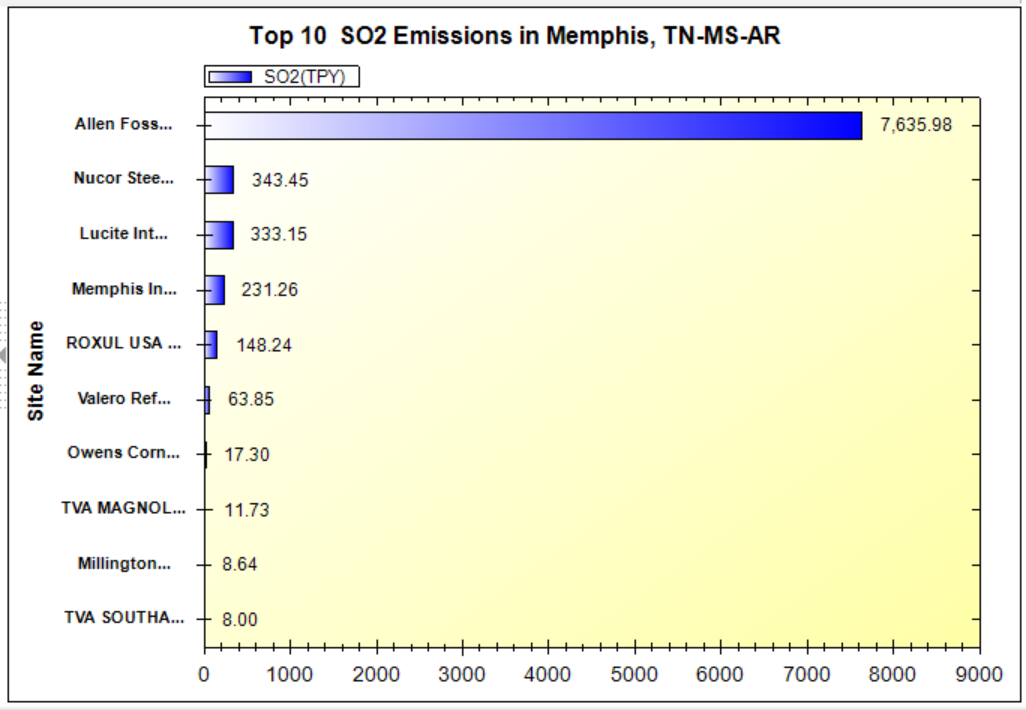 Top 10  SO2 Emissions in Memphis, TN-MS-AR
SO2(TPY)
Site Name
Allen Foss... 7,635.98
Nucor Stee... 343.45
Lucite Int... 333.15
Memphis In... 231.26
ROXUL USA ... 148.24
Valero Ref... 63.85
Owens Corn... 17.30
TVA MAGNOL... 11.73
Millington... 8.64
TVA SOUTHA... 8.00
0 1000 2000 3000 4000 5000 6000 7000 8000 9000